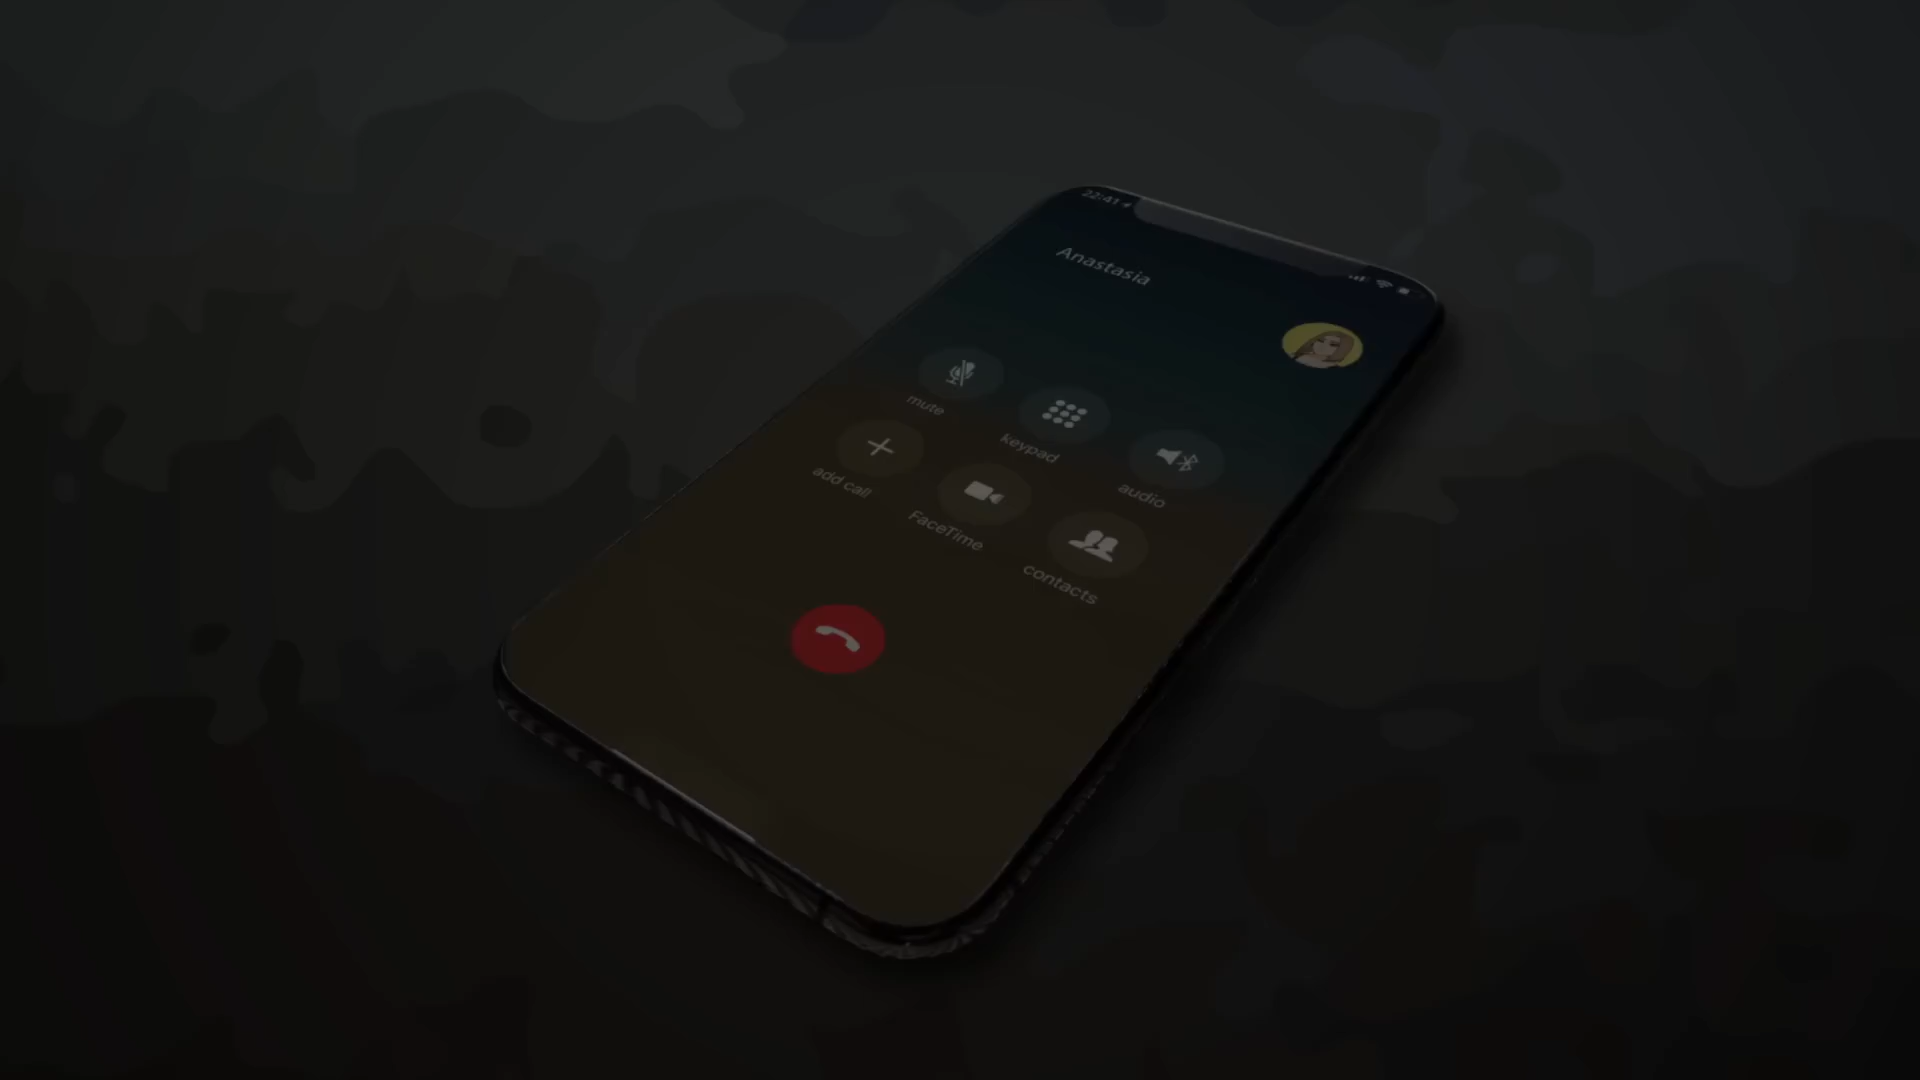 22:41
Anastasia
mute
keypad
audio
add call
FaceTime
contacts